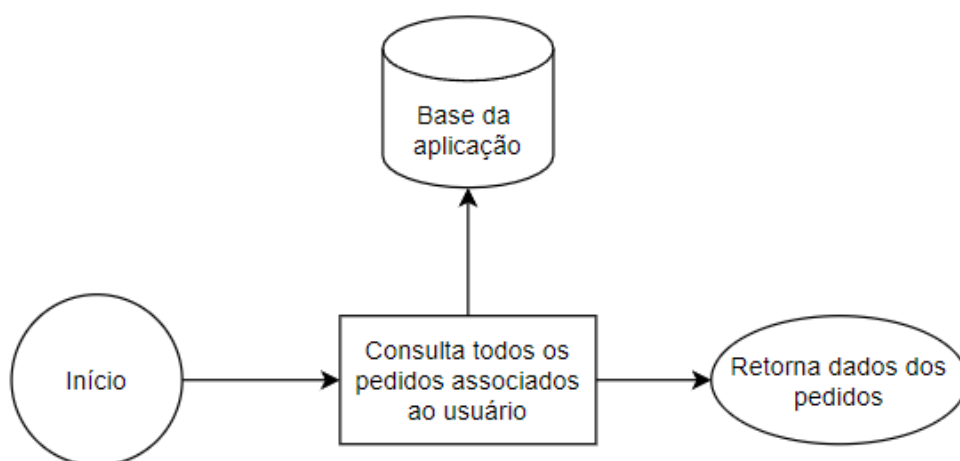 Base da
aplicação
Início
Consulta todos os
pedidos associados
ao usuário
Retorna dados dos
pedidos